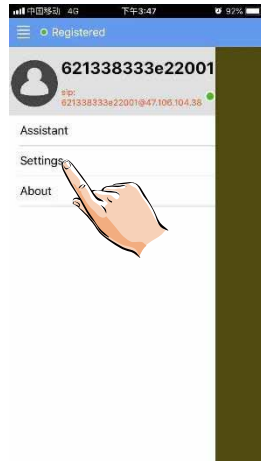 中国移动 4G 下午3:47 92%
Registered
621338333e22001
sip:
621338333e22001@47.106.104.38
Assistant
Settings
About